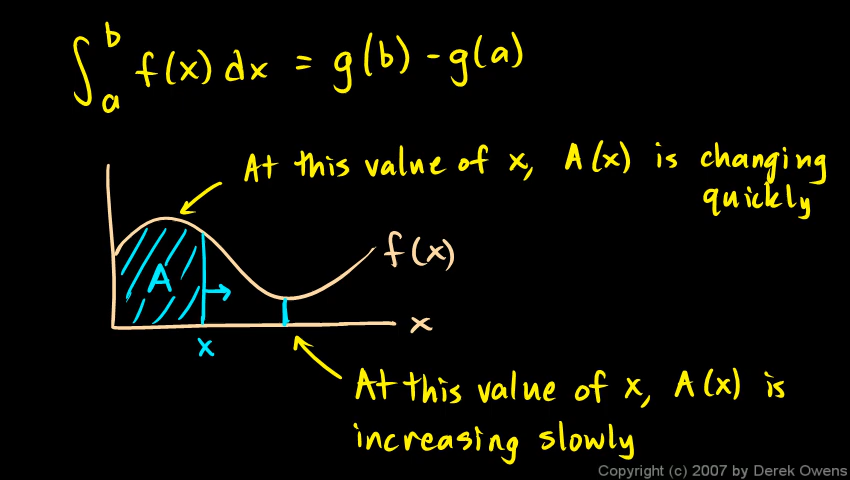 ∫ₐᵇ f(x) dx = g(b) - g(a)
At this value of x, A(x) is changing
quickly
f(x)
A
x
x
At this value of x, A(x) is
increasing slowly
Copyright (c) 2007 by Derek Owens